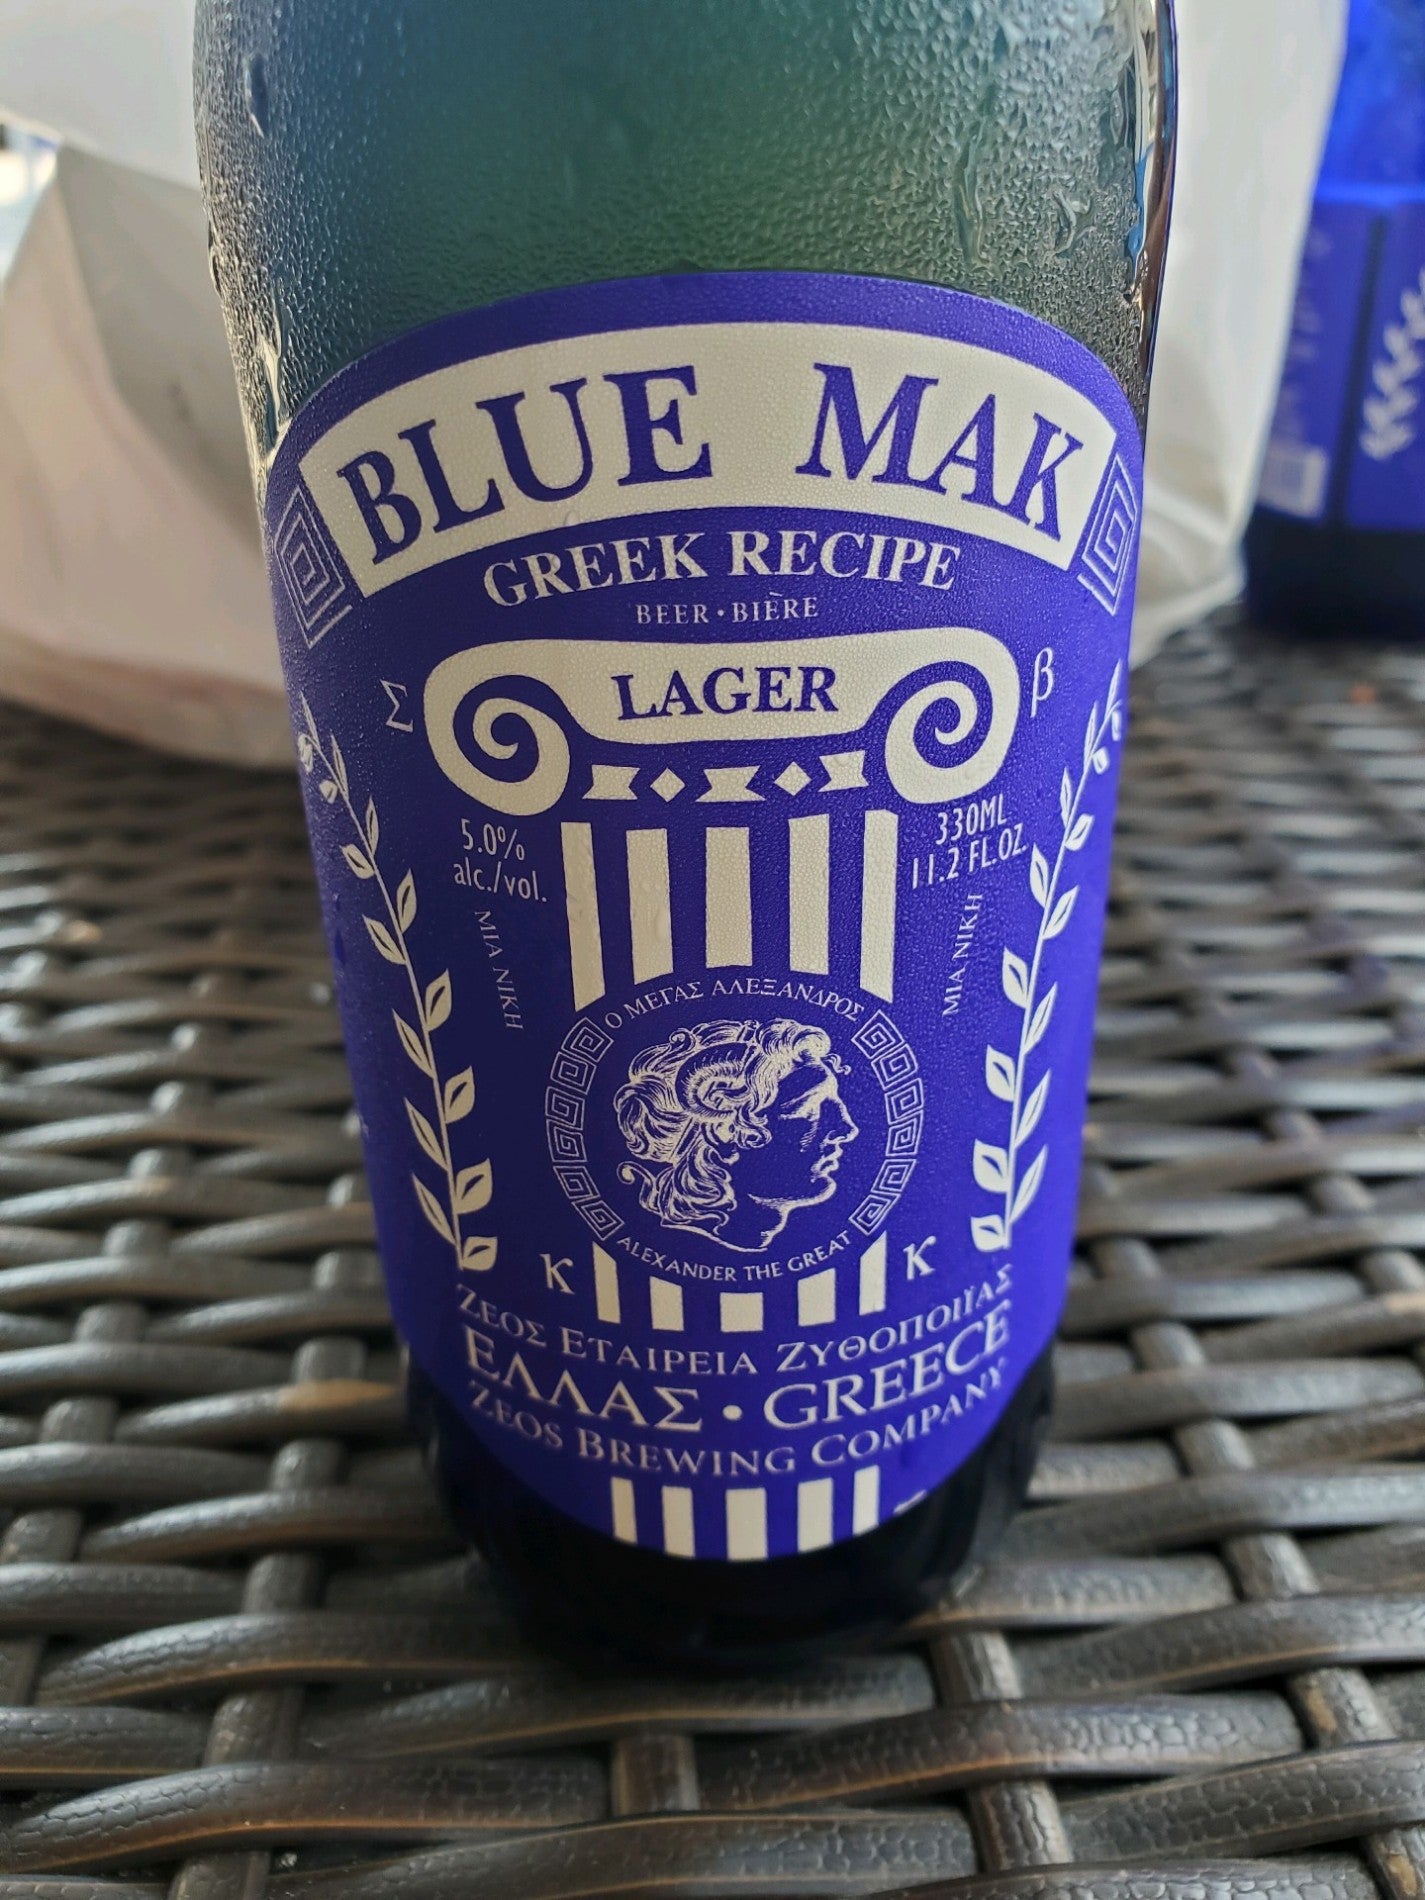 BLUE MAK
GREEK RECIPE
BEER • BIÈRE
Σ
LAGER
β
5.0%
alc./vol.
330ML
11.2 FL.OZ.
ΜΙΑ ΝΙΚΗ
ΜΙΑ ΝΙΚΗ
Ο ΜΕΓΑΣ ΑΛΕΞΑΝΔΡΟΣ
ALEXANDER THE GREAT
κ
κ
ΖΕΟΣ ΕΤΑΙΡΕΙΑ ΖΥΘΟΠΟΙΪΑΣ
ΕΛΛΑΣ • GREECE
ZEOS BREWING COMPANY